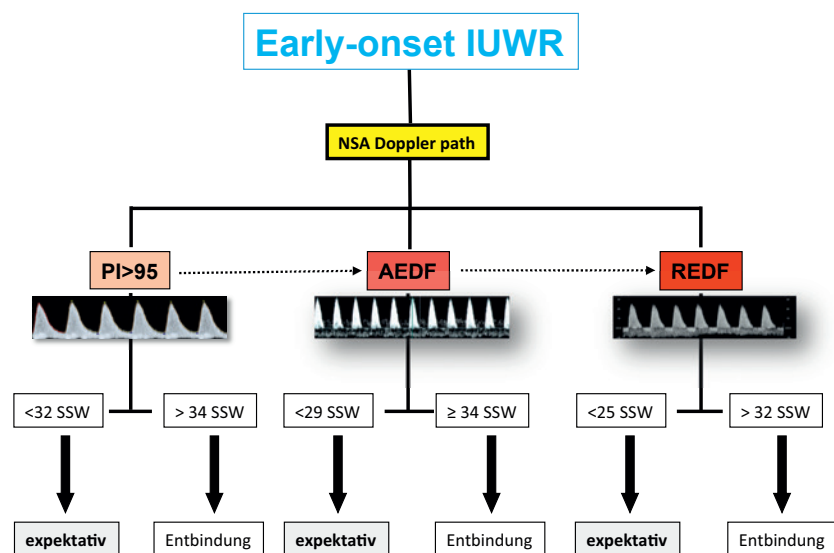 Early-onset IUWR
NSA Doppler path
PI>95
AEDF
REDF
<32 SSW
> 34 SSW
<29 SSW
≥ 34 SSW
<25 SSW
> 32 SSW
expektativ
Entbindung
expektativ
Entbindung
expektativ
Entbindung